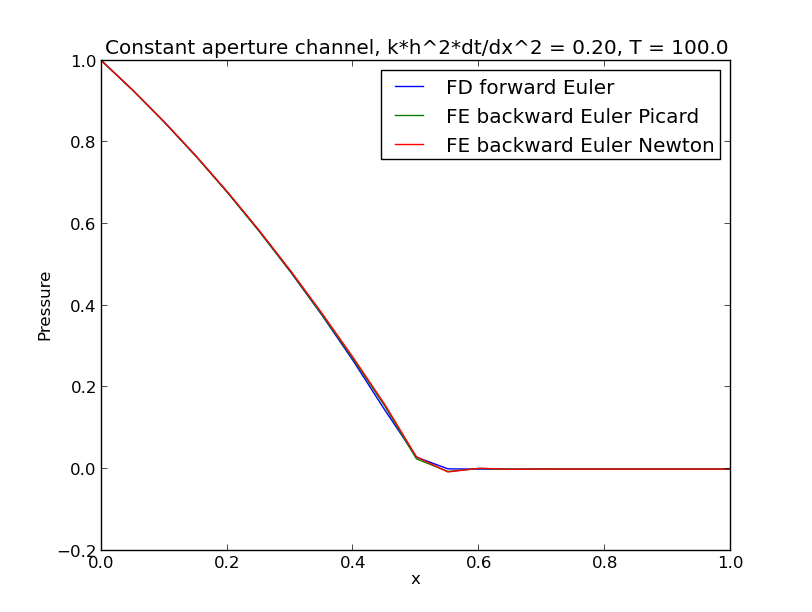 Constant aperture channel, k*h^2*dt/dx^2 = 0.20, T = 100.0
FD forward Euler
FE backward Euler Picard
FE backward Euler Newton
Pressure
1.0
0.8
0.6
0.4
0.2
0.0
−0.2
0.0 0.2 0.4 0.6 0.8 1.0
x